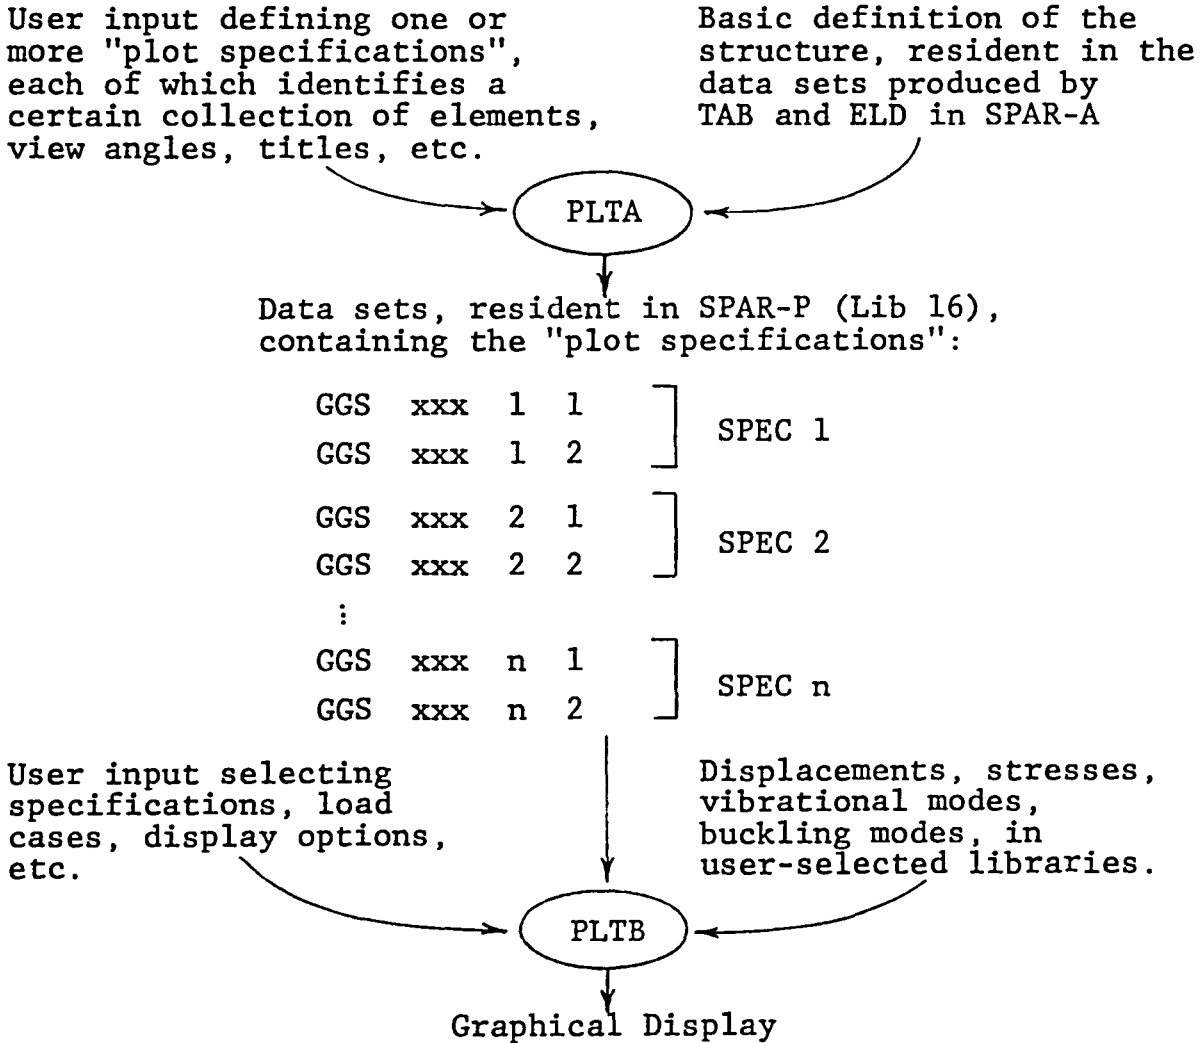 User input defining one or
more "plot specifications",
each of which identifies a
certain collection of elements,
view angles, titles, etc.
Basic definition of the
structure, resident in the
data sets produced by
TAB and ELD in SPAR-A
PLTA
Data sets, resident in SPAR-P (Lib 16),
containing the "plot specifications":
GGS xxx 1 1
GGS xxx 1 2
SPEC 1
GGS xxx 2 1
GGS xxx 2 2
SPEC 2
⋮
GGS xxx n 1
GGS xxx n 2
SPEC n
User input selecting
specifications, load
cases, display options,
etc.
Displacements, stresses,
vibrational modes,
buckling modes, in
user-selected libraries.
PLTB
Graphical Display